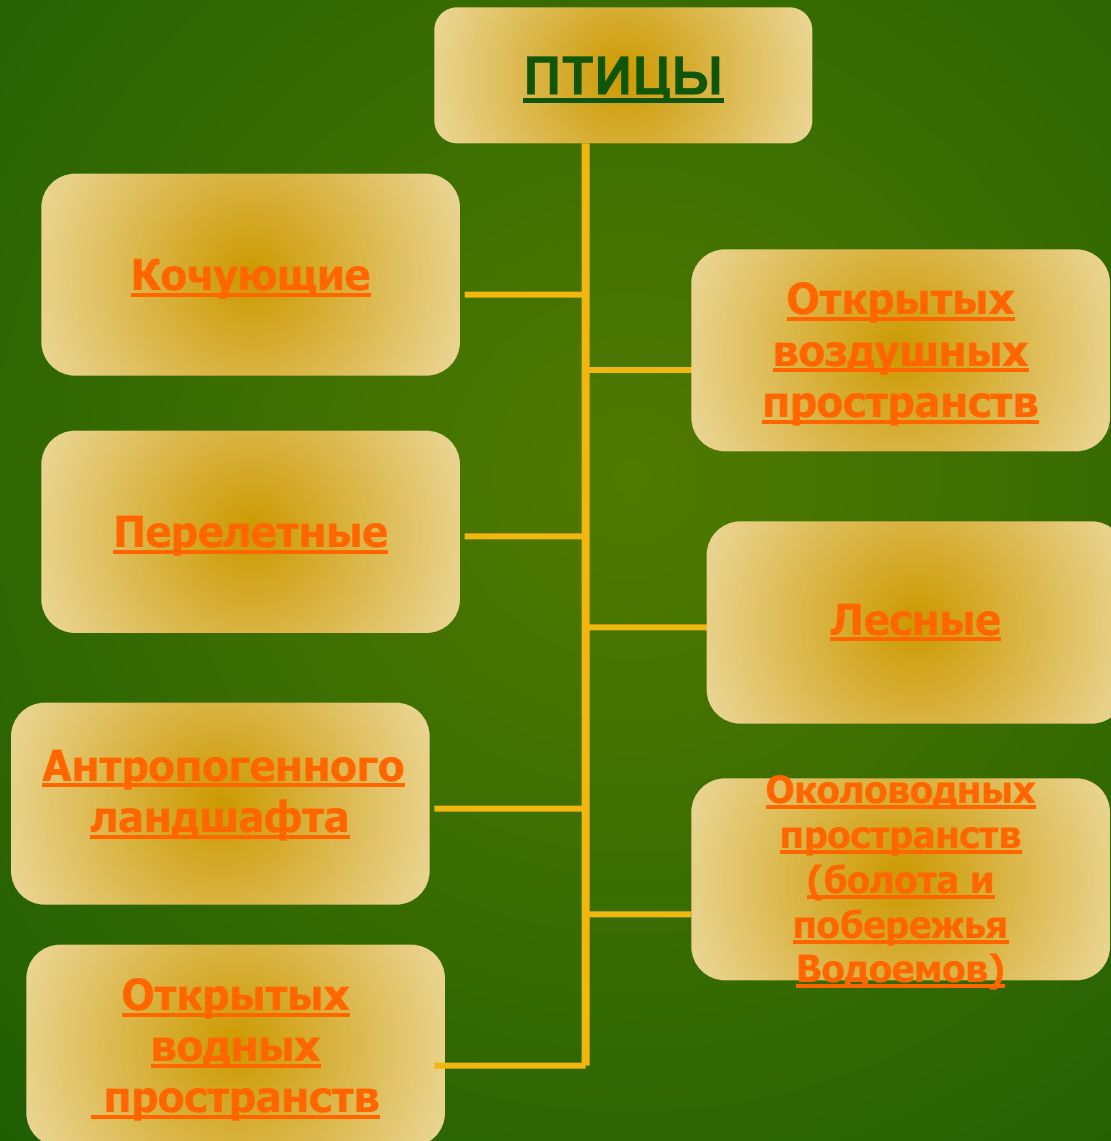 ПТИЦЫ
Кочующие
Открытых
воздушных
пространств
Перелетные
Лесные
Антропогенного
ландшафта
Околоводных
пространств
(болота и
побережья
Водоемов)
Открытых
водных
пространств